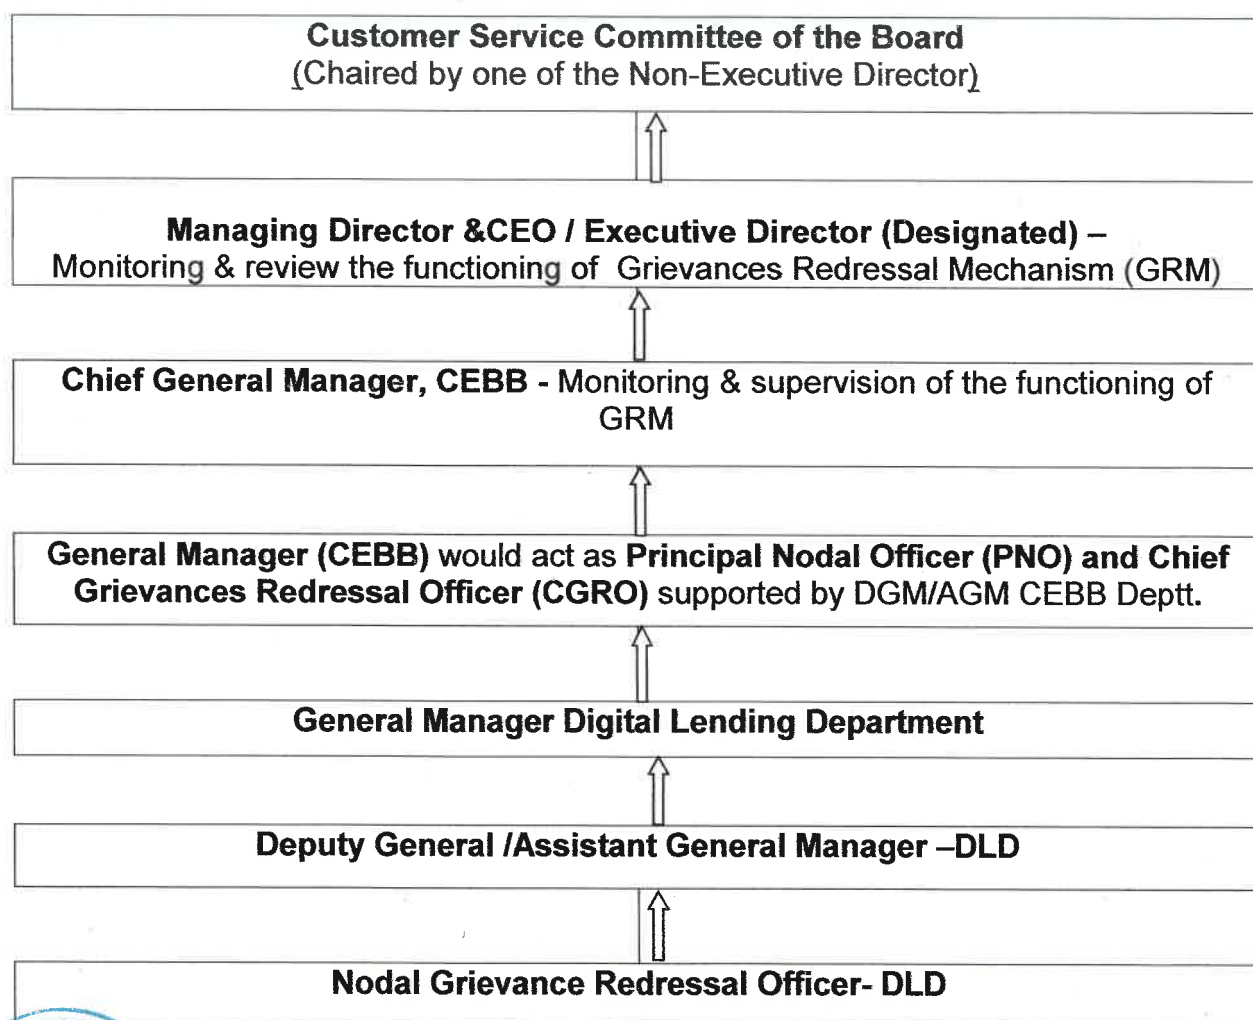 Customer Service Committee of the Board
(Chaired by one of the Non-Executive Director)
Managing Director &CEO / Executive Director (Designated) –
Monitoring & review the functioning of Grievances Redressal Mechanism (GRM)
Chief General Manager, CEBB - Monitoring & supervision of the functioning of
GRM
General Manager (CEBB) would act as Principal Nodal Officer (PNO) and Chief
Grievances Redressal Officer (CGRO) supported by DGM/AGM CEBB Deptt.
General Manager Digital Lending Department
Deputy General /Assistant General Manager –DLD
Nodal Grievance Redressal Officer- DLD